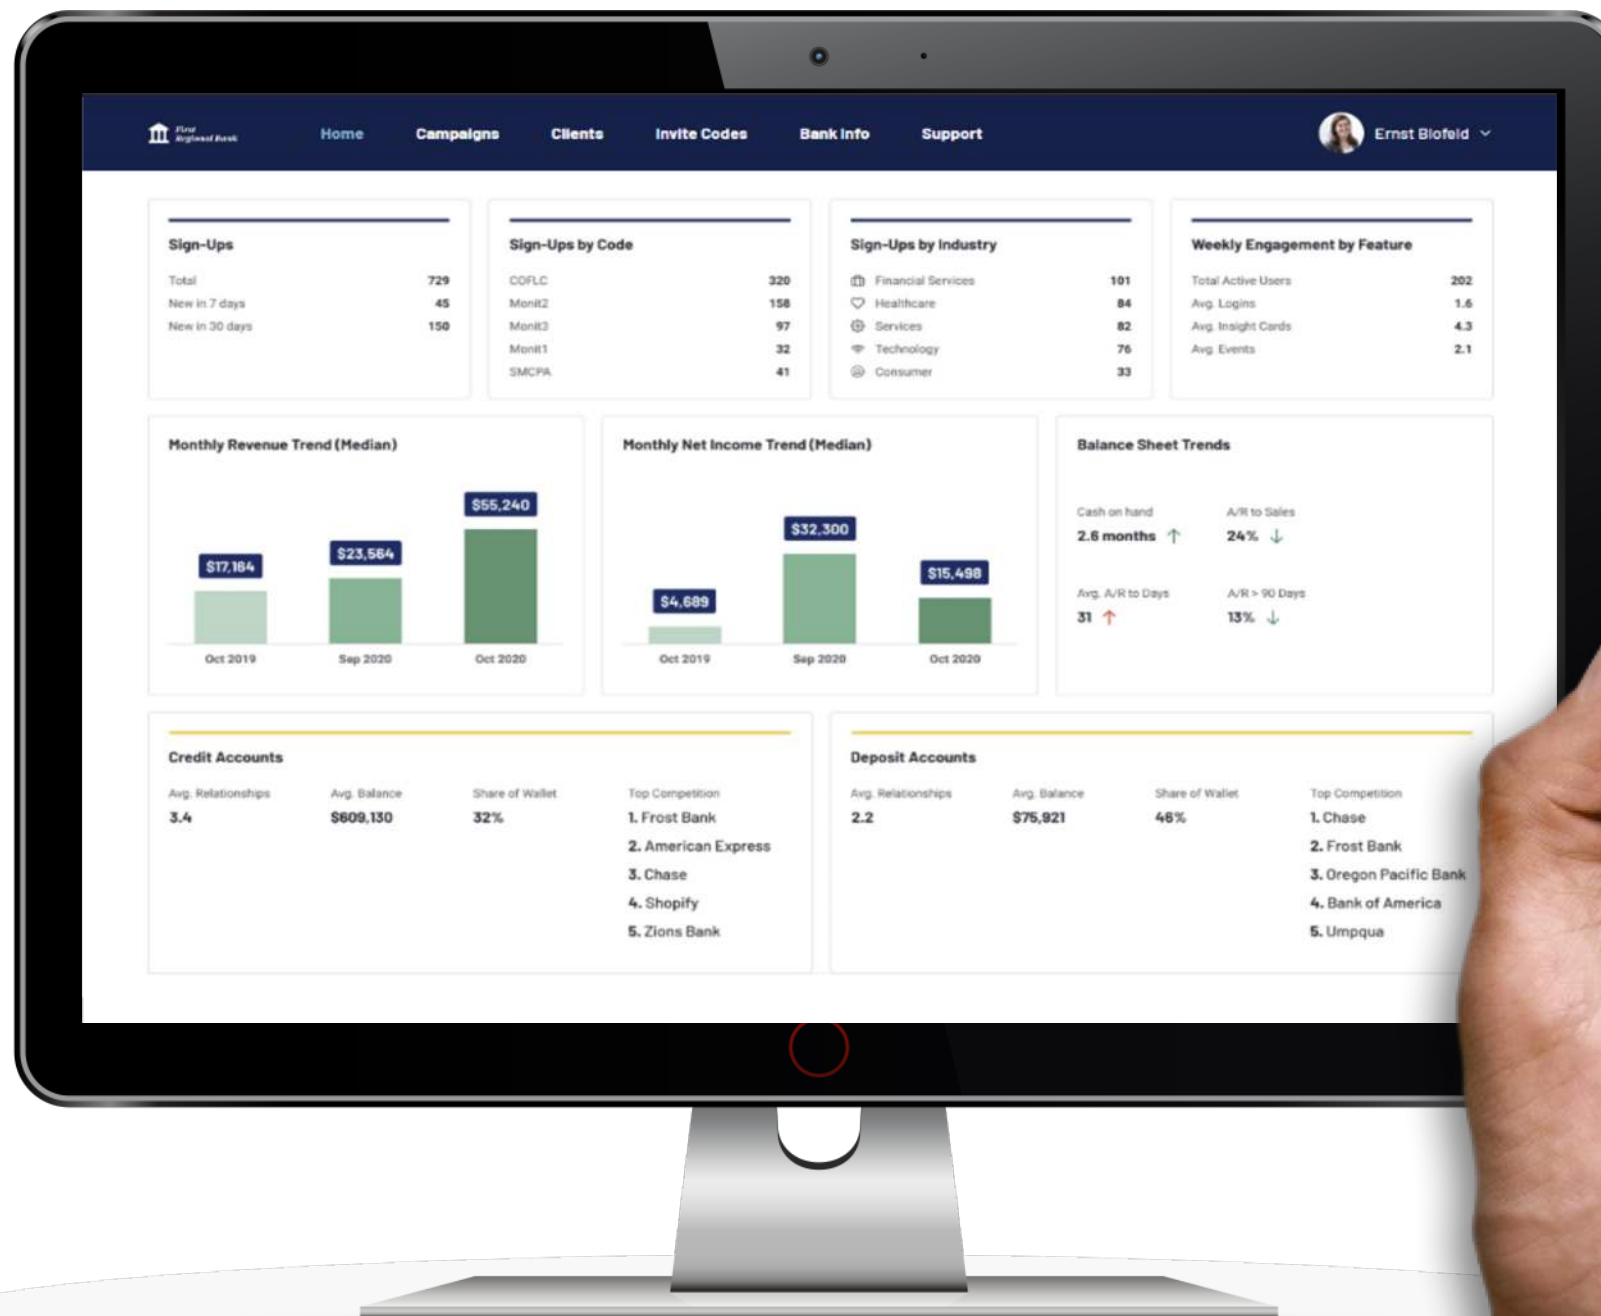 First
Regional Bank
Home
Campaigns
Clients
Invite Codes
Bank Info
Support
Ernst Blofeld
Sign-Ups
Total 729
New in 7 days 45
New in 30 days 150
Sign-Ups by Code
COFLC 320
Monit2 158
Monit3 97
Monit1 32
SMCPA 41
Sign-Ups by Industry
Financial Services 101
Healthcare 84
Services 82
Technology 76
Consumer 33
Weekly Engagement by Feature
Total Active Users 202
Avg. Logins 1.6
Avg. Insight Cards 4.3
Avg. Events 2.1
Monthly Revenue Trend (Median)
$17,164
$23,564
$55,240
Oct 2019
Sep 2020
Oct 2020
Monthly Net Income Trend (Median)
$4,689
$32,300
$15,498
Oct 2019
Sep 2020
Oct 2020
Balance Sheet Trends
Cash on hand
2.6 months ↑
A/R to Sales
24% ↓
Avg. A/R to Days
31 ↑
A/R > 90 Days
13% ↓
Credit Accounts
Avg. Relationships
3.4
Avg. Balance
$609,130
Share of Wallet
32%
Top Competition
1. Frost Bank
2. American Express
3. Chase
4. Shopify
5. Zions Bank
Deposit Accounts
Avg. Relationships
2.2
Avg. Balance
$75,921
Share of Wallet
46%
Top Competition
1. Chase
2. Frost Bank
3. Oregon Pacific Bank
4. Bank of America
5. Umpqua